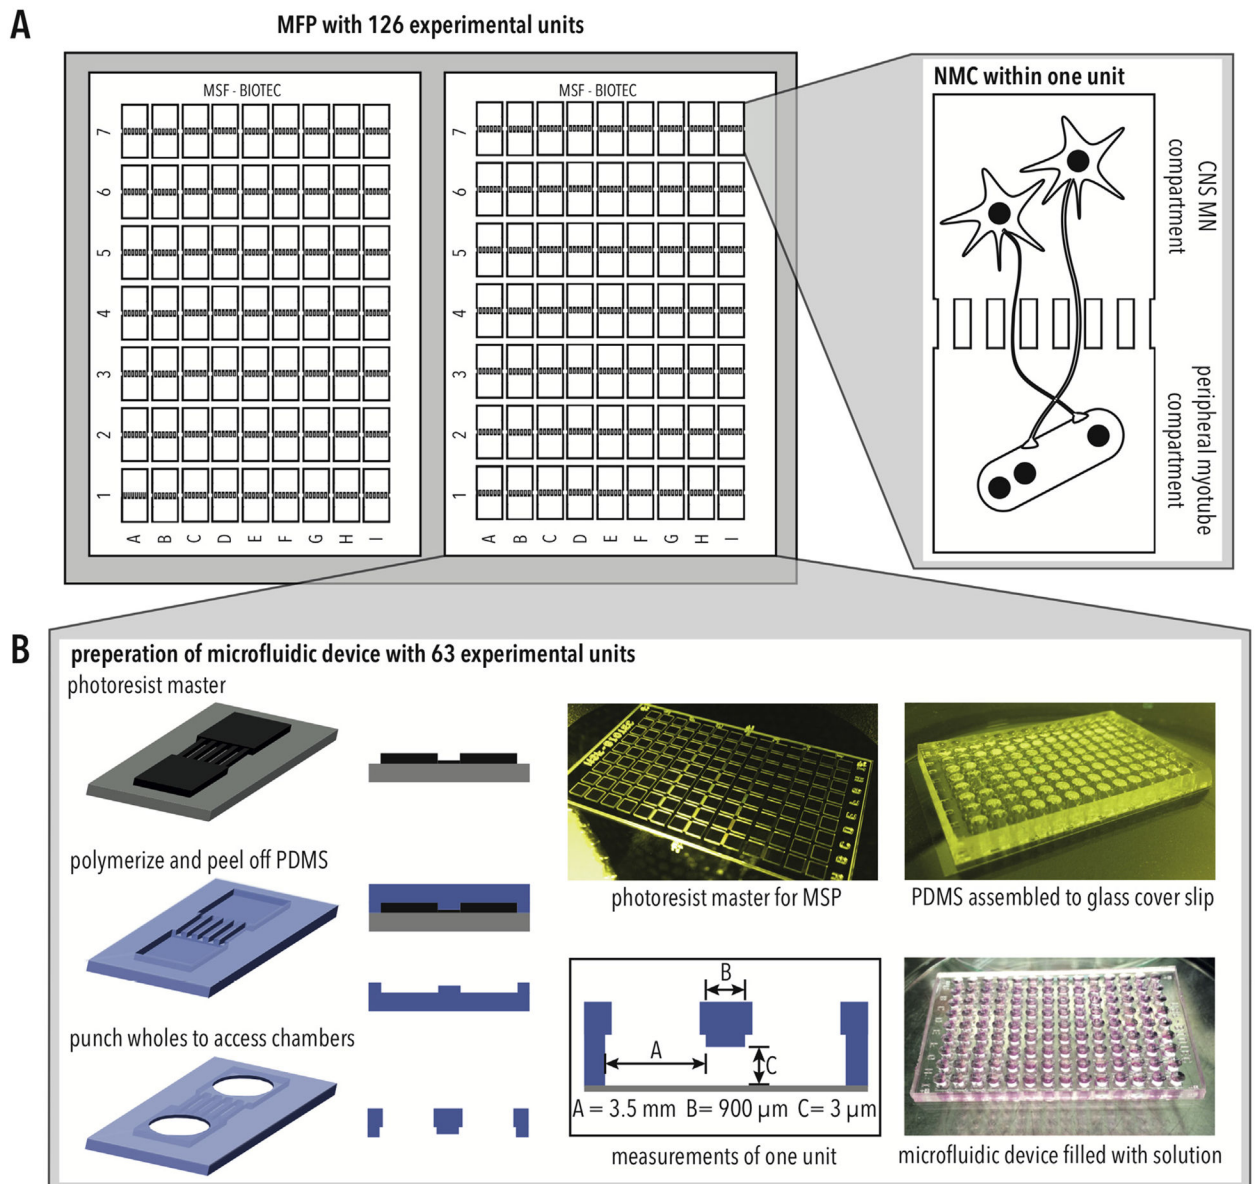 A
MFP with 126 experimental units
MSF - BIOTEC
7
6
5
4
3
2
1
A B C D E F G H I
MSF - BIOTEC
7
6
5
4
3
2
1
A B C D E F G H I
NMC within one unit
CNS MN
compartment
peripheral myotube
compartment
B
preperation of microfluidic device with 63 experimental units
photoresist master
polymerize and peel off PDMS
punch wholes to access chambers
photoresist master for MSP
PDMS assembled to glass cover slip
B
A
C
A = 3.5 mm B= 900 µm C= 3 µm
measurements of one unit
microfluidic device filled with solution